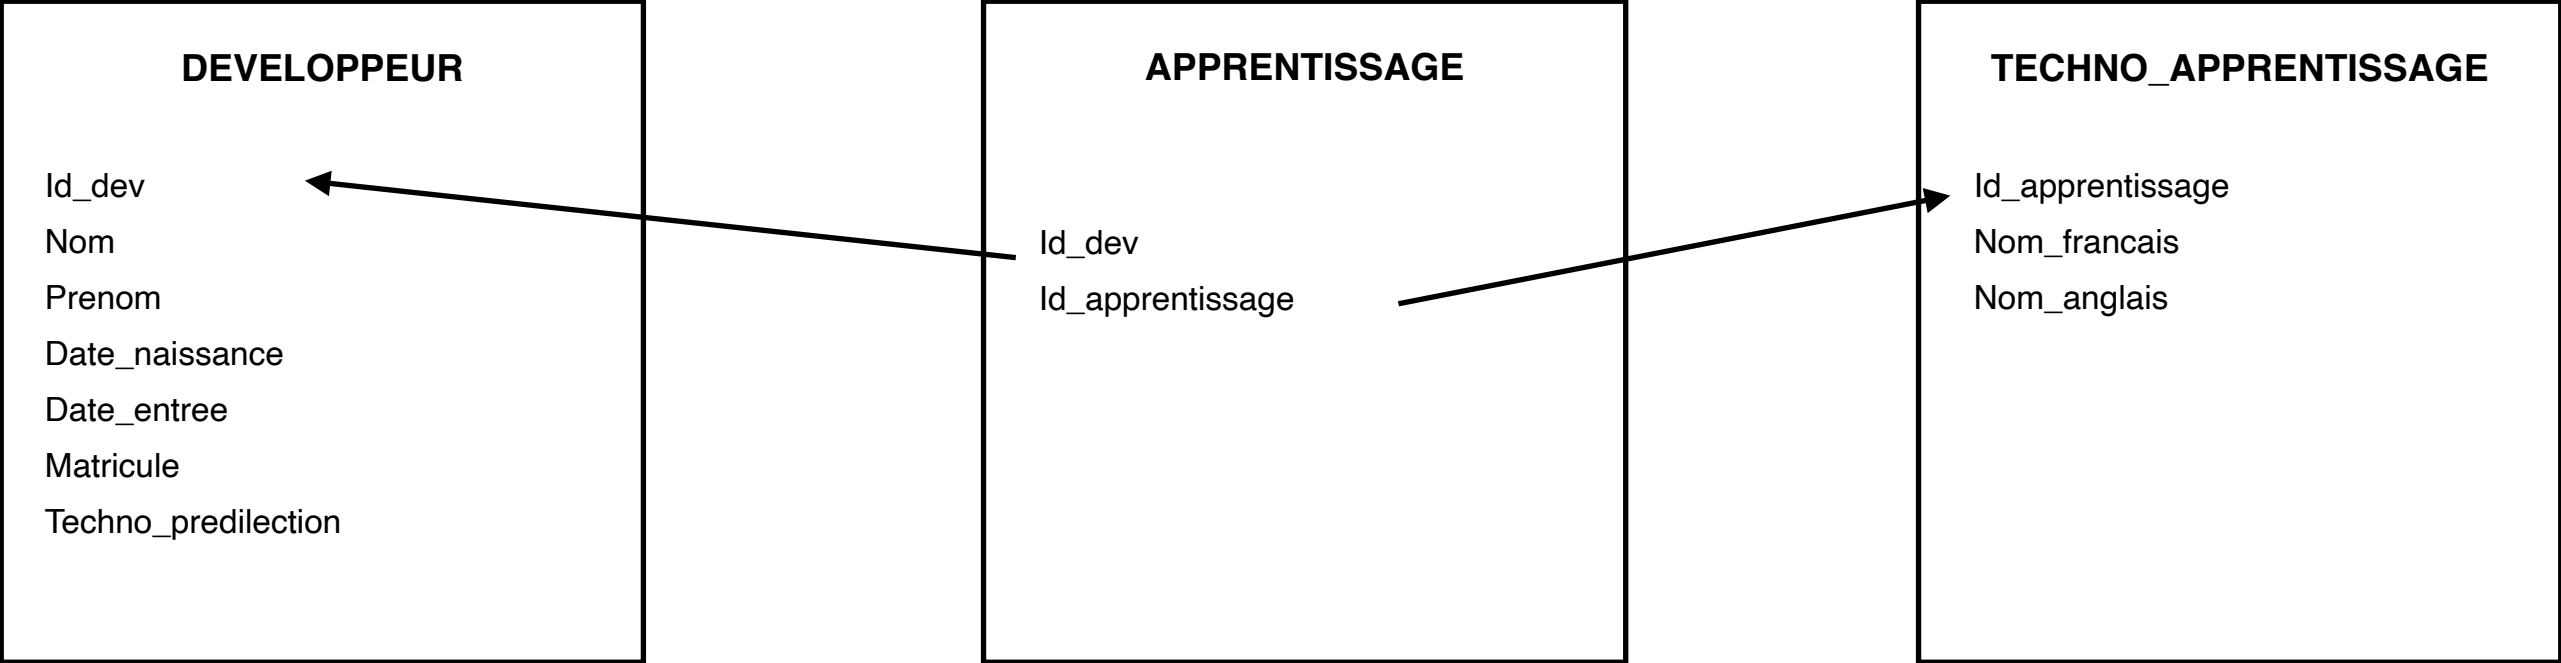 DEVELOPPEUR
Id_dev
Nom
Prenom
Date_naissance
Date_entree
Matricule
Techno_predilection
APPRENTISSAGE
Id_dev
Id_apprentissage
TECHNO_APPRENTISSAGE
Id_apprentissage
Nom_francais
Nom_anglais